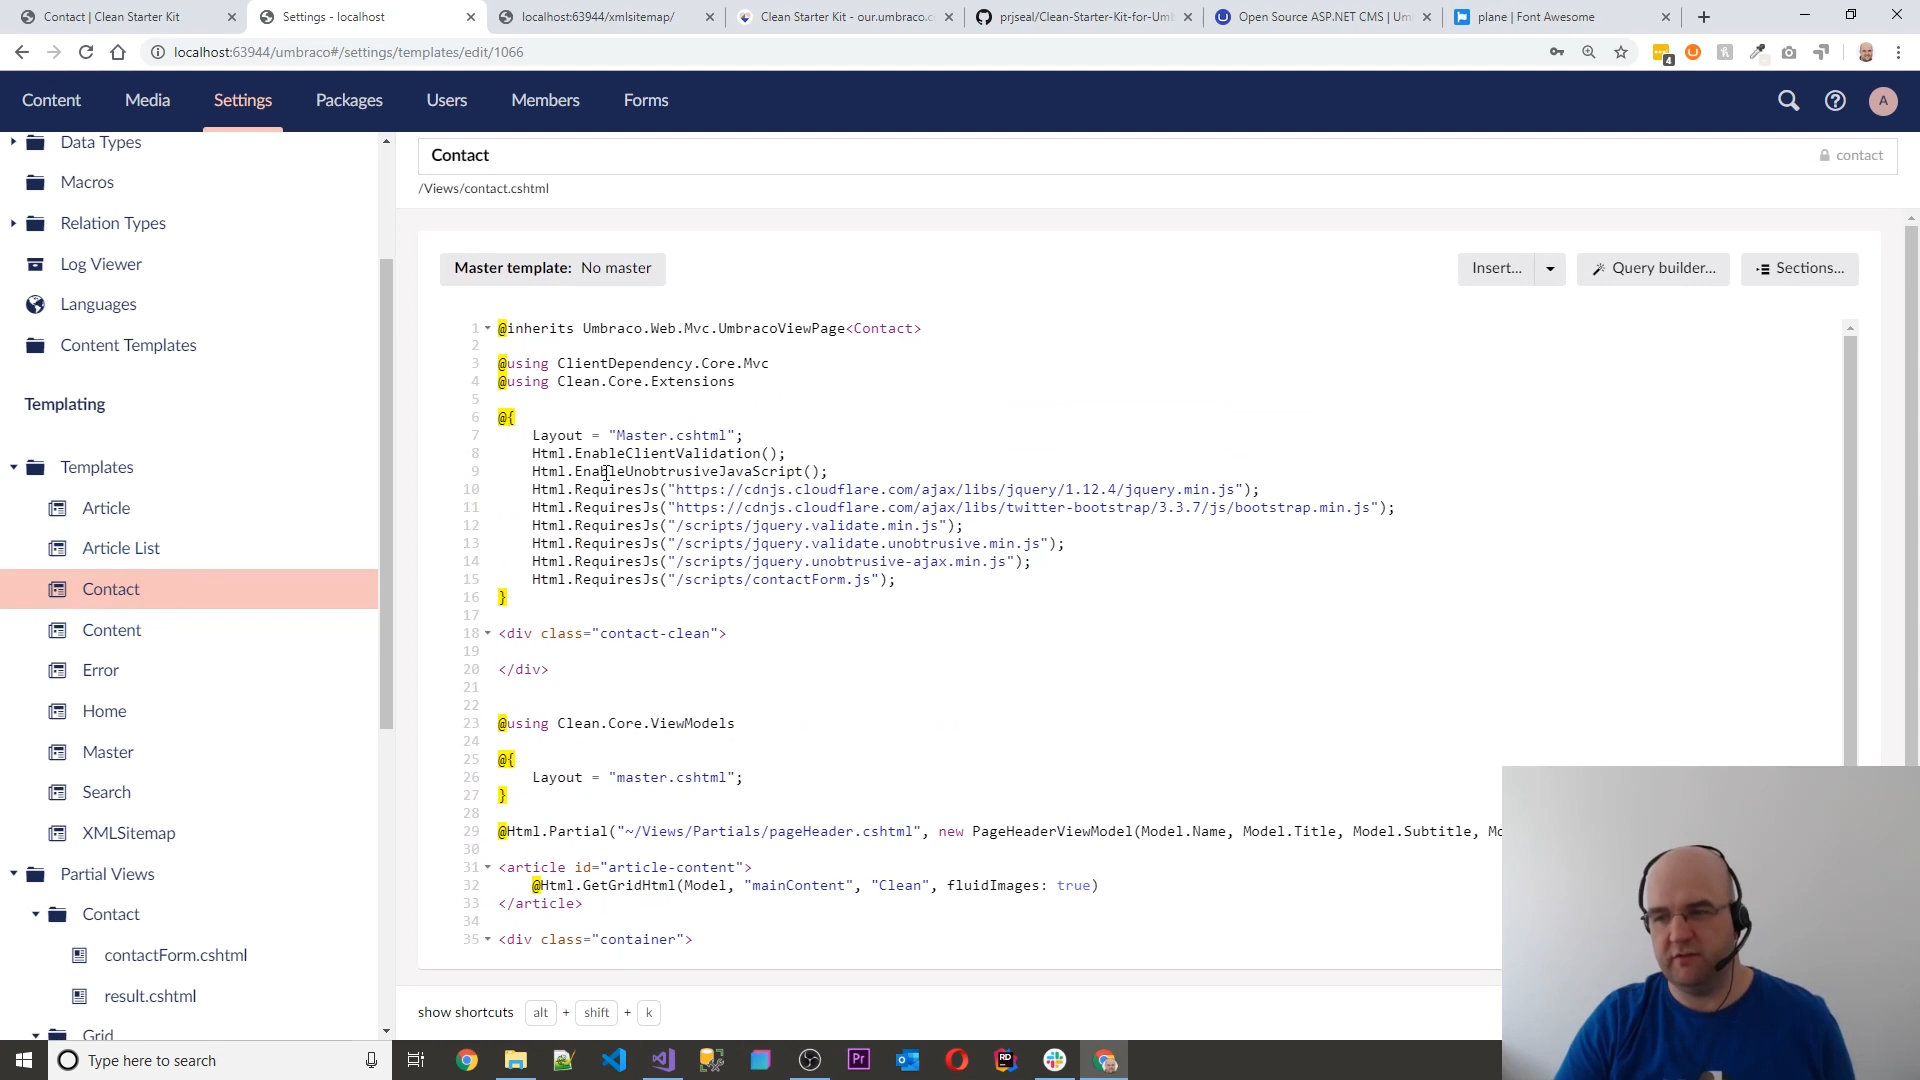 Contact | Clean Starter Kit
Settings - localhost
localhost:63944/xmlsitemap/
Clean Starter Kit - our.umbraco.c
prjseal/Clean-Starter-Kit-for-Umb
Open Source ASP.NET CMS | Um
plane | Font Awesome
localhost:63944/umbraco#/settings/templates/edit/1066
4
Content
Media
Settings
Packages
Users
Members
Forms
A
Data Types
Macros
Relation Types
Log Viewer
Languages
Content Templates
Templating
Templates
Article
Article List
Contact
Content
Error
Home
Master
Search
XMLSitemap
Partial Views
Contact
contactForm.cshtml
result.cshtml
Grid
Contact
contact
/Views/contact.cshtml
Master template: No master
Insert...
Query builder...
Sections...
1 @inherits Umbraco.Web.Mvc.UmbracoViewPage<Contact>
2
3 @using ClientDependency.Core.Mvc
4 @using Clean.Core.Extensions
5
6 @{
7 Layout = "Master.cshtml";
8 Html.EnableClientValidation();
9 Html.EnableUnobtrusiveJavaScript();
10 Html.RequiresJs("https://cdnjs.cloudflare.com/ajax/libs/jquery/1.12.4/jquery.min.js");
11 Html.RequiresJs("https://cdnjs.cloudflare.com/ajax/libs/twitter-bootstrap/3.3.7/js/bootstrap.min.js");
12 Html.RequiresJs("/scripts/jquery.validate.min.js");
13 Html.RequiresJs("/scripts/jquery.validate.unobtrusive.min.js");
14 Html.RequiresJs("/scripts/jquery.unobtrusive-ajax.min.js");
15 Html.RequiresJs("/scripts/contactForm.js");
16 }
17
18 <div class="contact-clean">
19
20 </div>
21
22
23 @using Clean.Core.ViewModels
24
25 @{
26 Layout = "master.cshtml";
27 }
28
29 @Html.Partial("~/Views/Partials/pageHeader.cshtml", new PageHeaderViewModel(Model.Name, Model.Title, Model.Subtitle, Mo
30
31 <article id="article-content">
32 @Html.GetGridHtml(Model, "mainContent", "Clean", fluidImages: true)
33 </article>
34
35 <div class="container">
show shortcuts alt + shift + k
Type here to search
Pr
RD